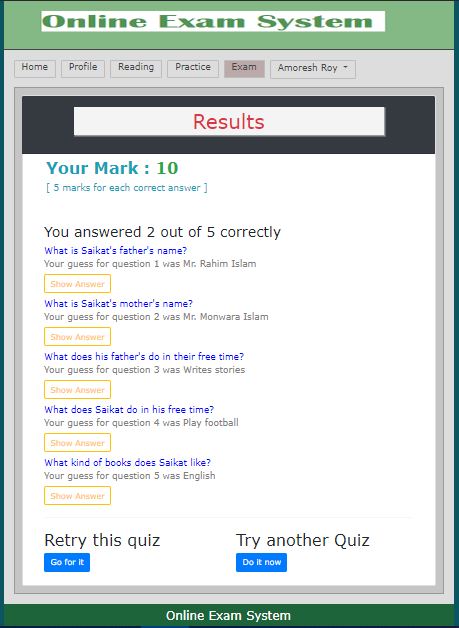 Online Exam System
Home Profile Reading Practice Exam Amoresh Roy
Results
Your Mark : 10
[ 5 marks for each correct answer ]
You answered 2 out of 5 correctly
What is Saikat's father's name?
Your guess for question 1 was Mr. Rahim Islam
Show Answer
What is Saikat's mother's name?
Your guess for question 2 was Mr. Monwara Islam
Show Answer
What does his father's do in their free time?
Your guess for question 3 was Writes stories
Show Answer
What does Saikat do in his free time?
Your guess for question 4 was Play football
Show Answer
What kind of books does Saikat like?
Your guess for question 5 was English
Show Answer
Retry this quiz Try another Quiz
Go for it Do it now
Online Exam System